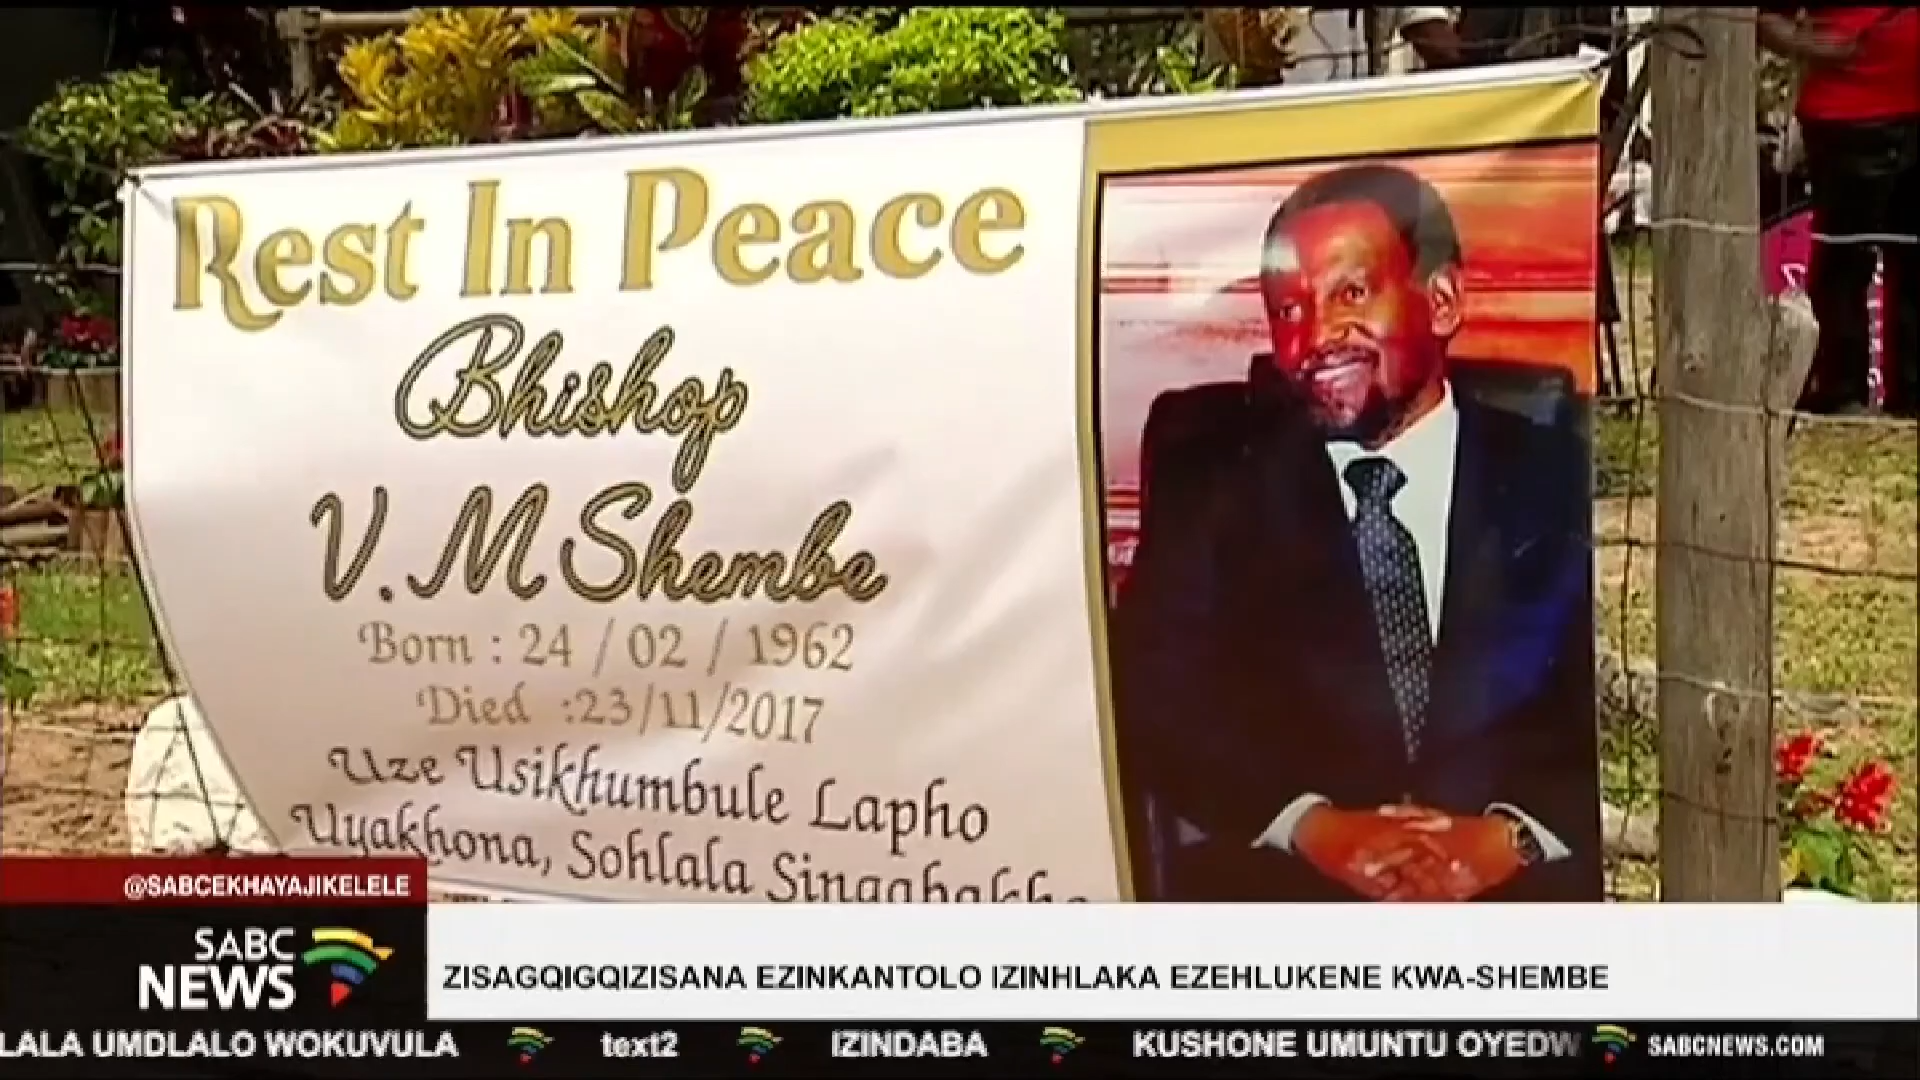 Rest In Peace
Bhishop
V. M Shembe
Born : 24 / 02 / 1962
Died :23/11/2017
Uze Usikhumbule Lapho
Uyakhona, Sohlala
@SABCEKHAYAJIKELELE
SABC
NEWS
ZISAGQIGQIZISANA EZINKANTOLO IZINHLAKA EZEHLUKENE KWA-SHEMBE
LALA UMDLALO WOKUVULA text2 IZINDABA KUSHONE UMUNTU SABCNEWS.COM